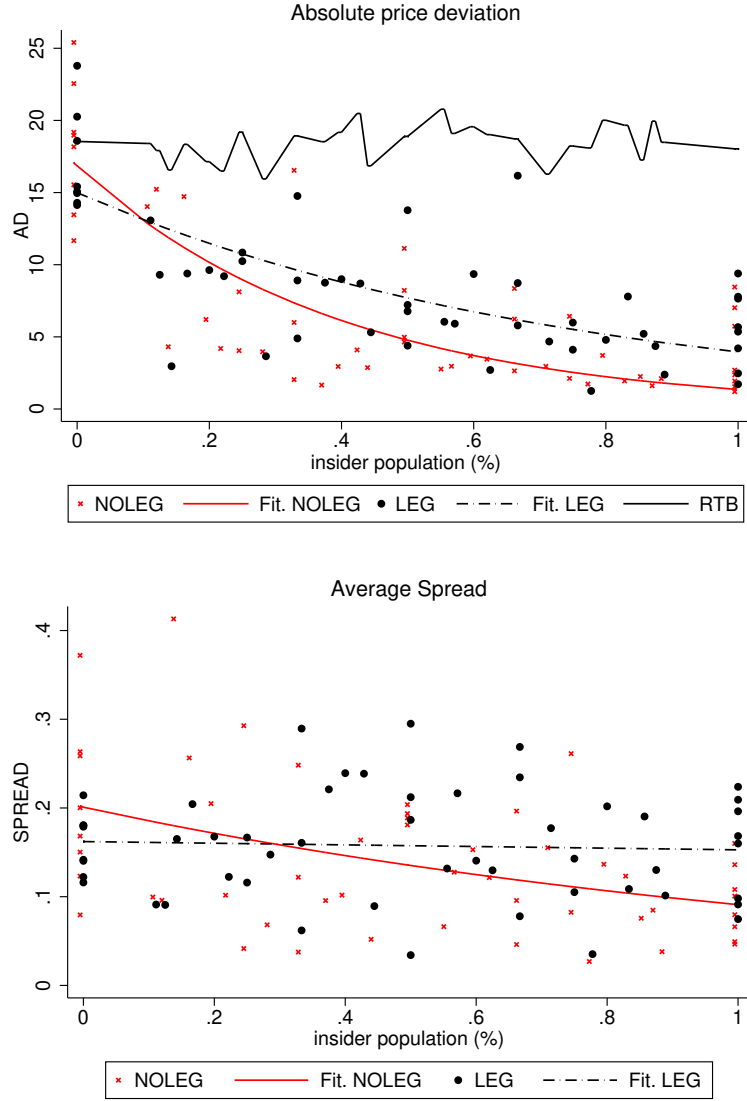 Absolute price deviation
25
20
15
10
5
0
AD
0 .2 .4 .6 .8 1
insider population (%)
NOLEG Fit. NOLEG LEG Fit. LEG RTB
Average Spread
.4
.3
.2
.1
0
SPREAD
0 .2 .4 .6 .8 1
insider population (%)
NOLEG Fit. NOLEG LEG Fit. LEG